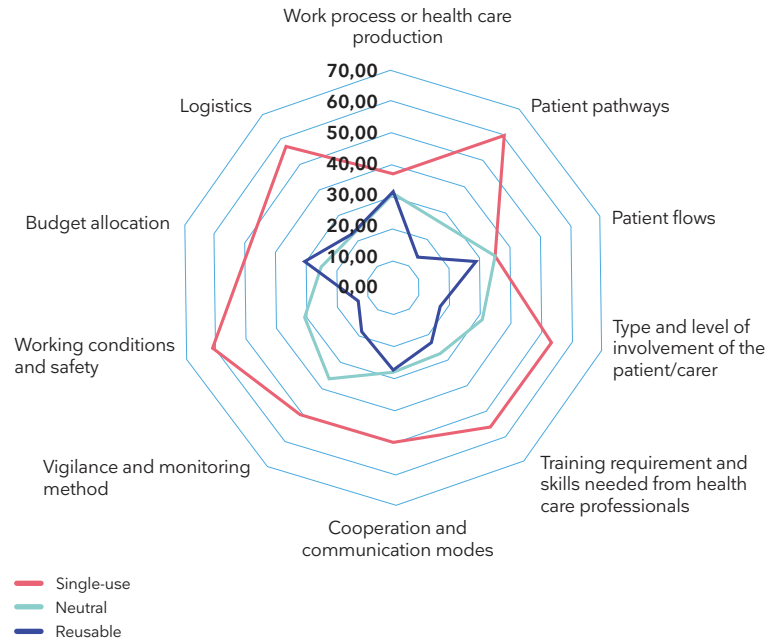 Work process or health care
production
70,00
60,00
50,00
40,00
30,00
20,00
10,00
0,00
Patient pathways
Patient flows
Type and level of
involvement of the
patient/carer
Training requirement and
skills needed from health
care professionals
Cooperation and
communication modes
Vigilance and monitoring
method
Working conditions
and safety
Budget allocation
Logistics
Single-use
Neutral
Reusable